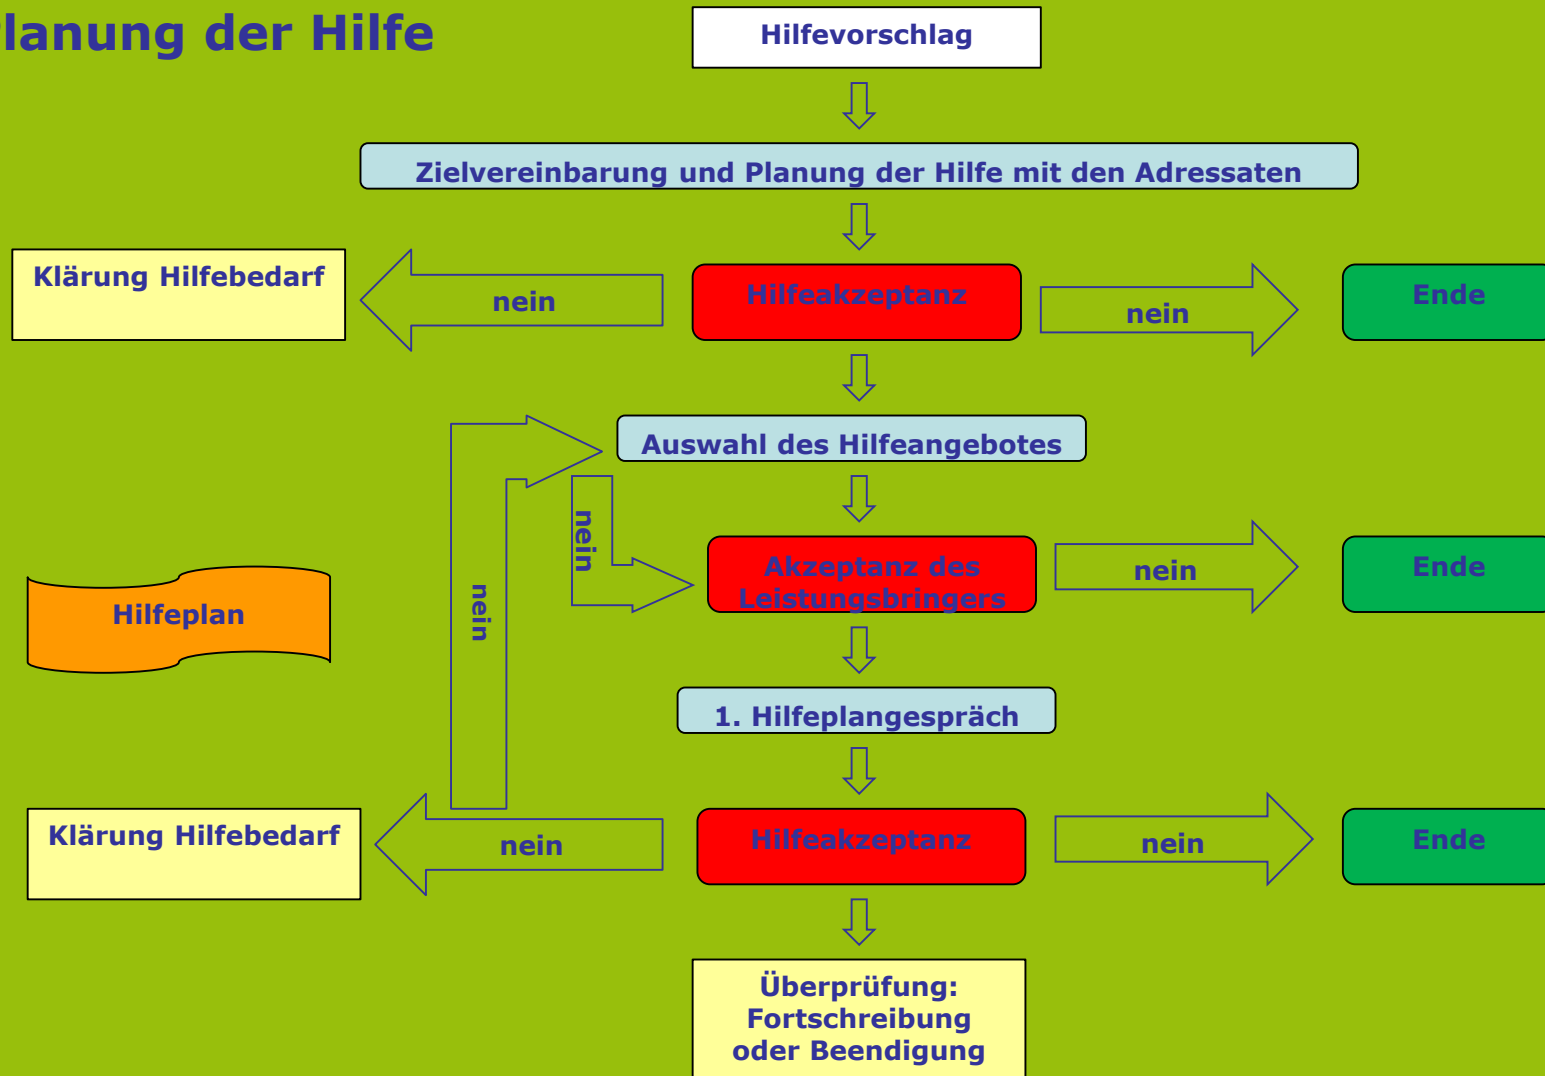 lanung der Hilfe
Hilfevorschlag
Zielvereinbarung und Planung der Hilfe mit den Adressaten
Klärung Hilfebedarf
nein
Hilfeakzeptanz
nein
Ende
Auswahl des Hilfeangebotes
nein
nein
Akzeptanz des
Leistungsbringers
nein
Ende
Hilfeplan
1. Hilfeplangespräch
Klärung Hilfebedarf
nein
Hilfeakzeptanz
nein
Ende
Überprüfung:
Fortschreibung
oder Beendigung